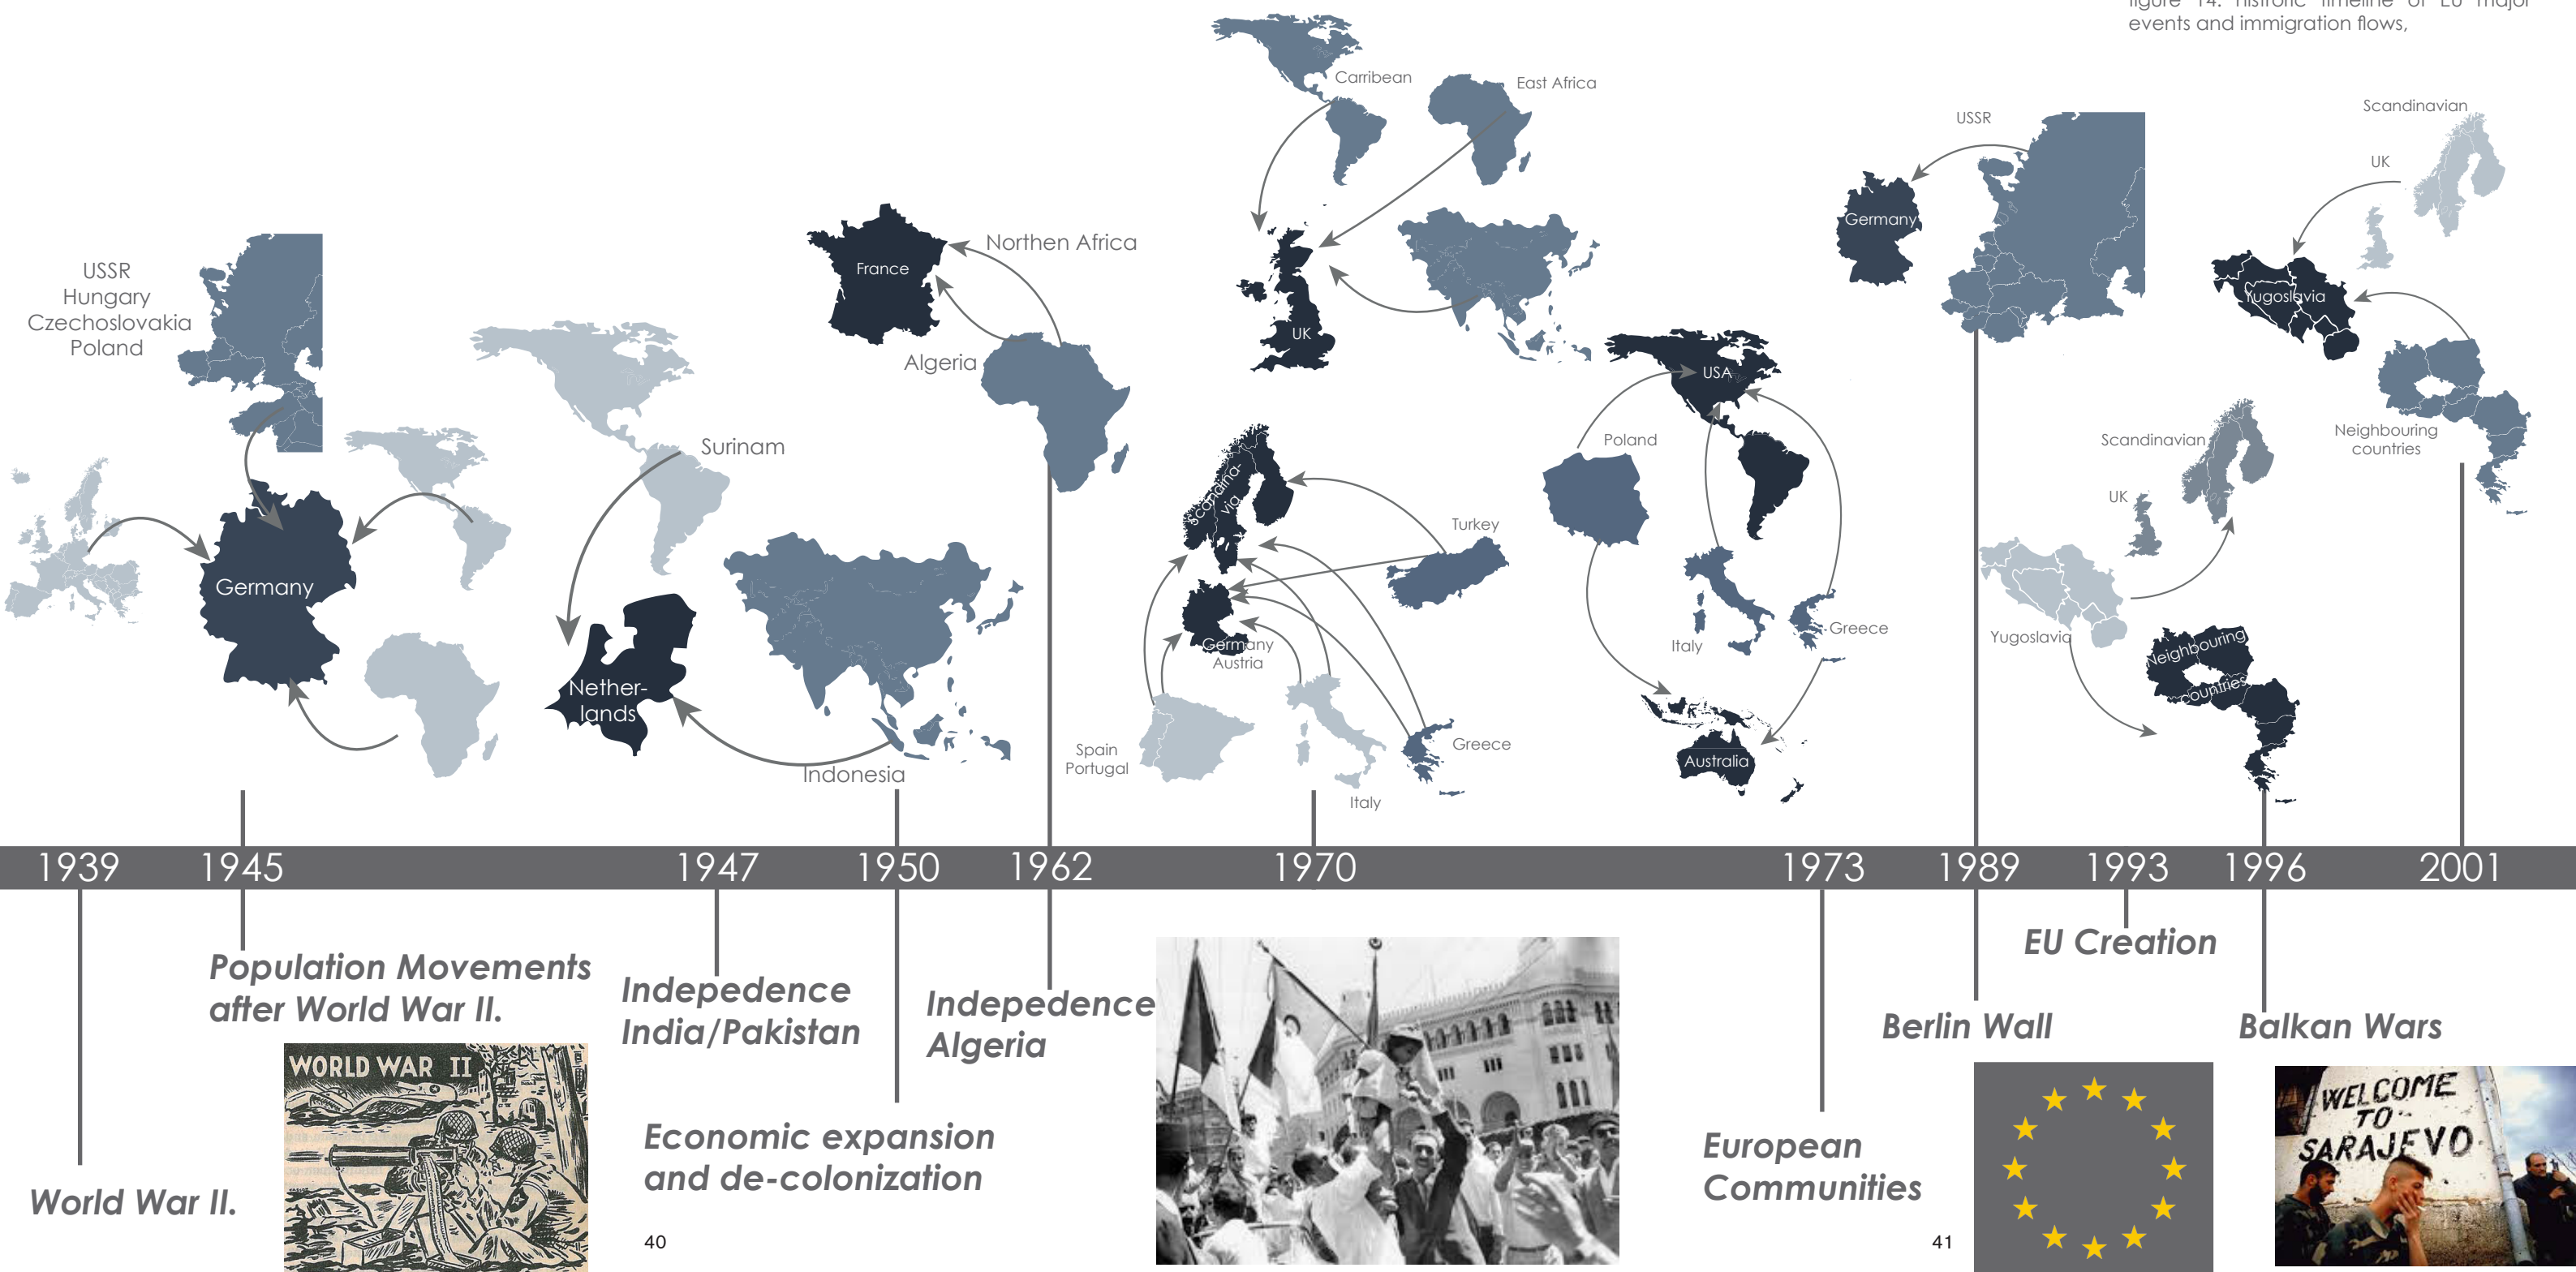 figure 14. historic timeline of EU major
events and immigration flows,
Carribean
East Africa
USSR
Scandinavian
UK
Germany
Yugoslavia
Neighbouring
countries
USSR
Hungary
Czechoslovakia
Poland
Germany
Surinam
Nether-
lands
Indonesia
France
Northen Africa
Algeria
UK
Scandina-
via
Turkey
Germany
Austria
Spain
Portugal
Italy
Greece
USA
Poland
Italy
Greece
Australia
Scandinavian
UK
Yugoslavia
Neighbouring
countries
1939
1945
1947
1950
1962
1970
1973
1989
1993
1996
2001
World War II.
Population Movements
after World War II.
WORLD WAR II
Indepedence
India/Pakistan
Economic expansion
and de-colonization
Indepedence
Algeria
European
Communities
Berlin Wall
EU Creation
Balkan Wars
WELCOME
TO
SARAJEVO
40
41